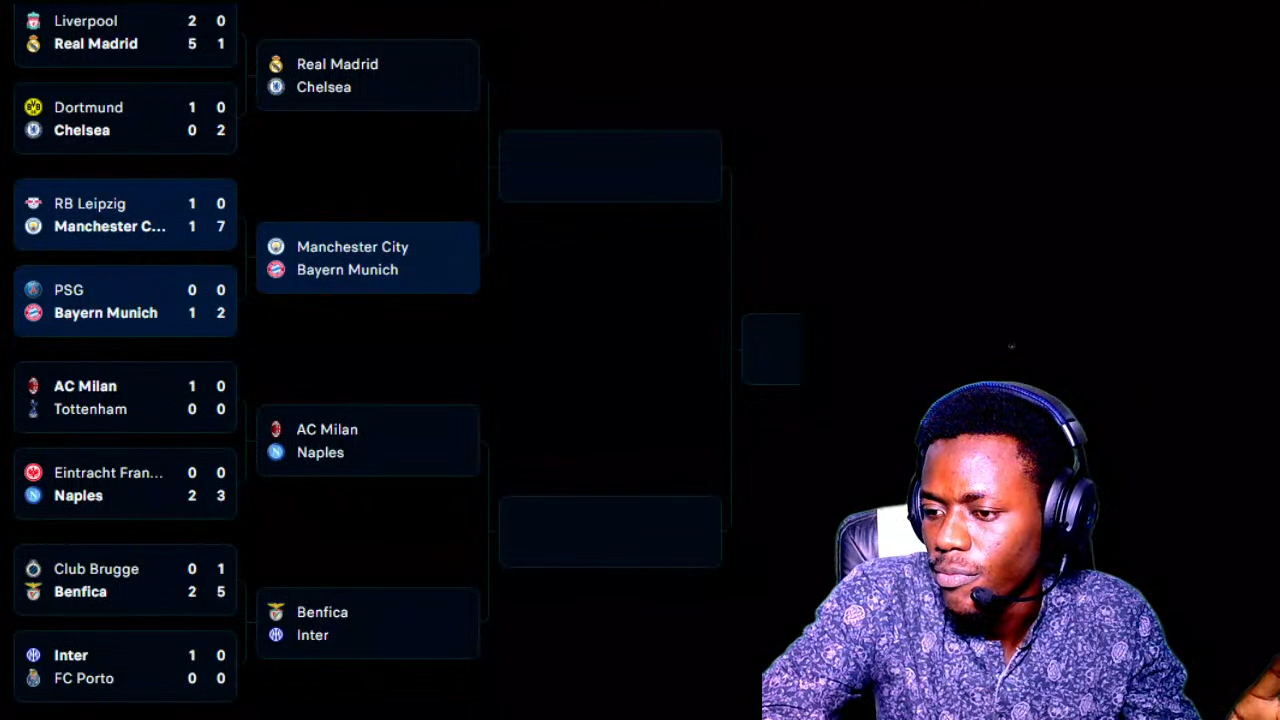 Liverpool 2 0
Real Madrid 5 1
Dortmund 1 0
Chelsea 0 2
RB Leipzig 1 0
Manchester C... 1 7
PSG 0 0
Bayern Munich 1 2
AC Milan 1 0
Tottenham 0 0
Eintracht Fran... 0 0
Naples 2 3
Club Brugge 0 1
Benfica 2 5
Inter 1 0
FC Porto 0 0
Real Madrid
Chelsea
Manchester City
Bayern Munich
AC Milan
Naples
Benfica
Inter